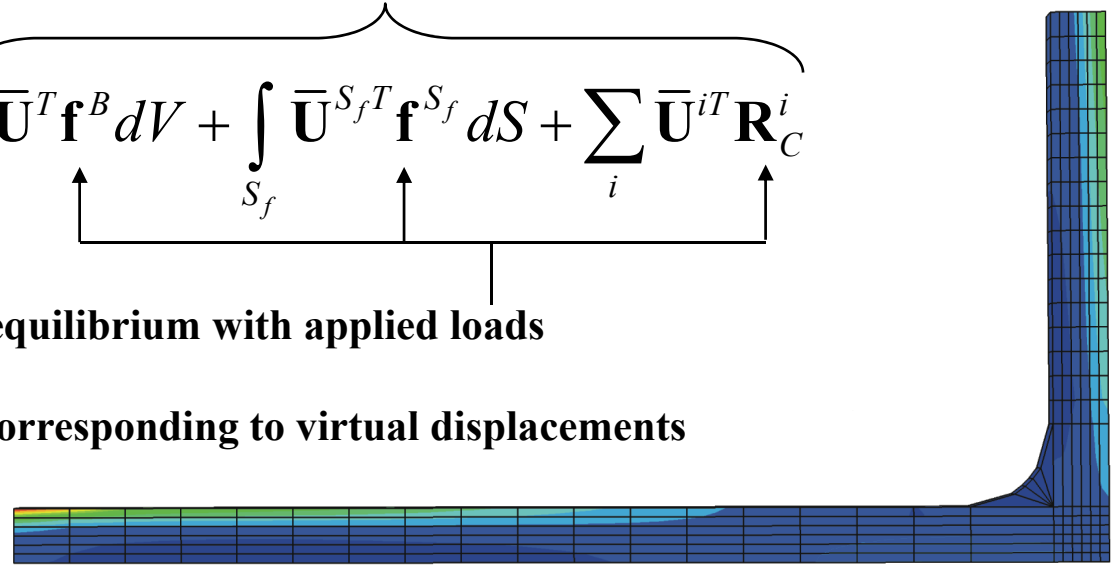 Ū^T f^B dV + ∫_{S_f} Ū^{S_f T} f^{S_f} dS + ∑_i Ū^{iT} R_C^i
equilibrium with applied loads
orresponding to virtual displacements